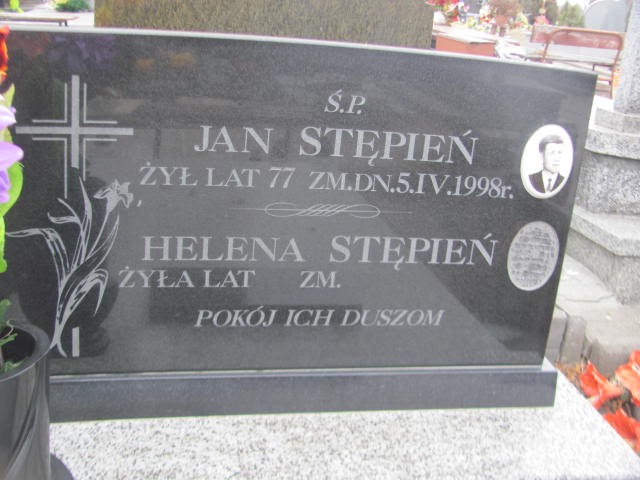 Ś.P.
JAN STĘPIEŃ
ŻYŁ LAT 77 ZM.DN.5.IV.1998r.
HELENA STĘPIEŃ
ŻYŁA LAT ZM.
POKÓJ ICH DUSZOM